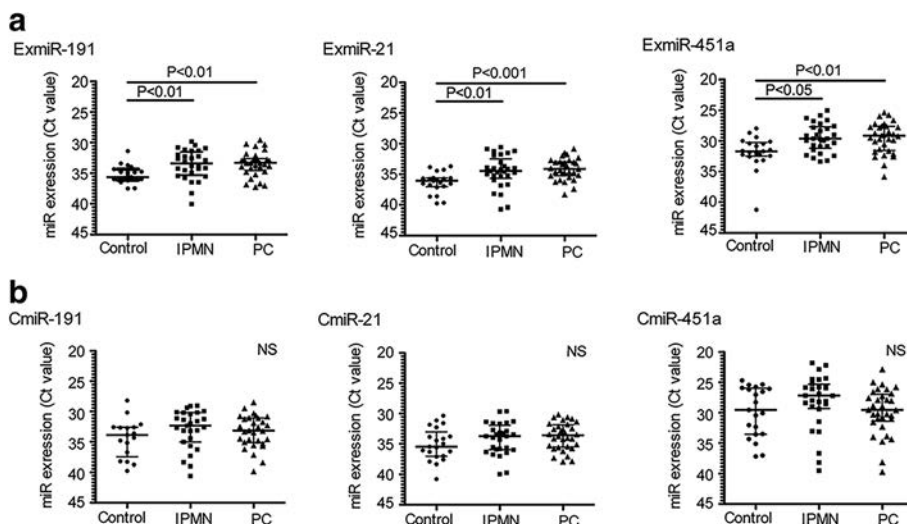 a
ExmiR-191
ExmiR-21
ExmiR-451a
P<0.01
P<0.01
P<0.001
P<0.01
P<0.01
P<0.05
miR exression (Ct value)
20
25
30
35
40
45
Control IPMN PC
miR exression (Ct value)
20
25
30
35
40
45
Control IPMN PC
miR exression (Ct value)
20
25
30
35
40
45
Control IPMN PC
b
CmiR-191
CmiR-21
CmiR-451a
NS
NS
NS
miR exression (Ct value)
20
25
30
35
40
45
Control IPMN PC
miR exression (Ct value)
20
25
30
35
40
45
Control IPMN PC
miR exression (Ct value)
20
25
30
35
40
45
Control IPMN PC